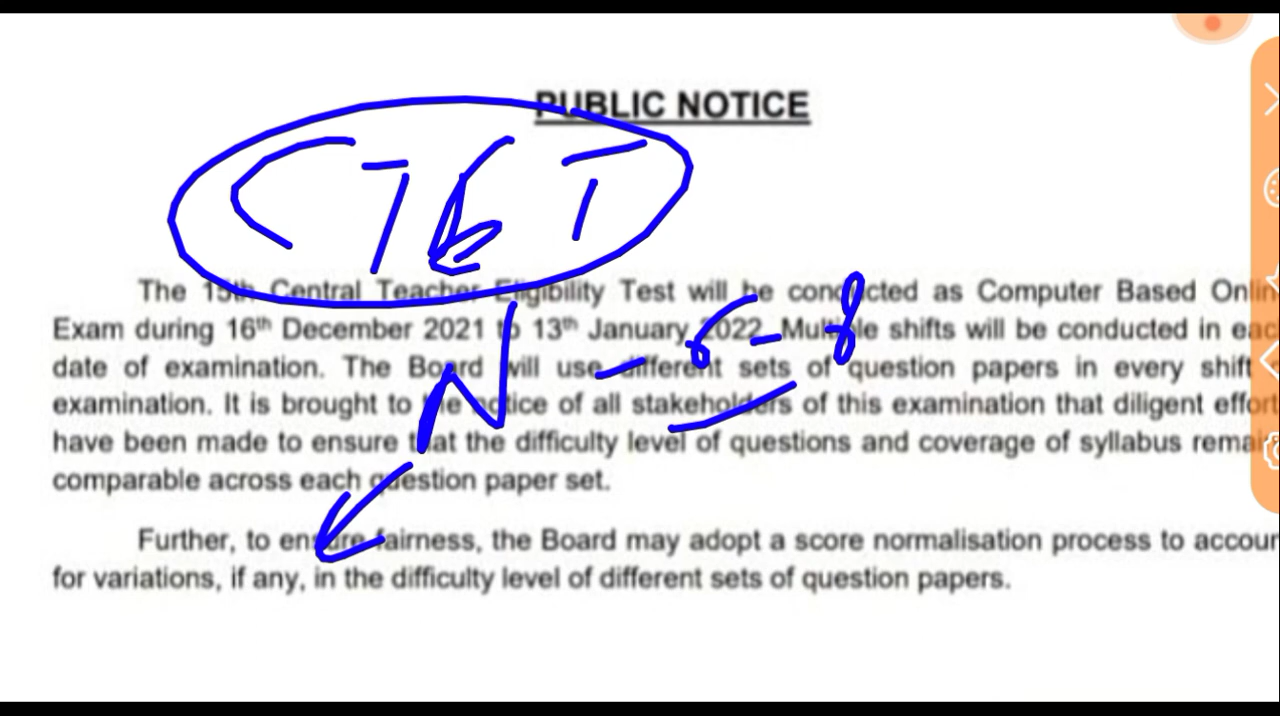 PUBLIC NOTICE
The 15th Central Teacher Eligibility Test will be conducted as Computer Based
Exam during 16th December 2021 to 13th January 2022. Multiple shifts will be conducted in
date of examination. The Board will use different sets of question papers in every shift
examination. It is brought to the notice of all stakeholders of this examination that diligent
have been made to ensure that the difficulty level of questions and coverage of syllabus
comparable across each question paper set.
Further, to ensure fairness, the Board may adopt a score normalisation process to
for variations, if any, in the difficulty level of different sets of question papers.